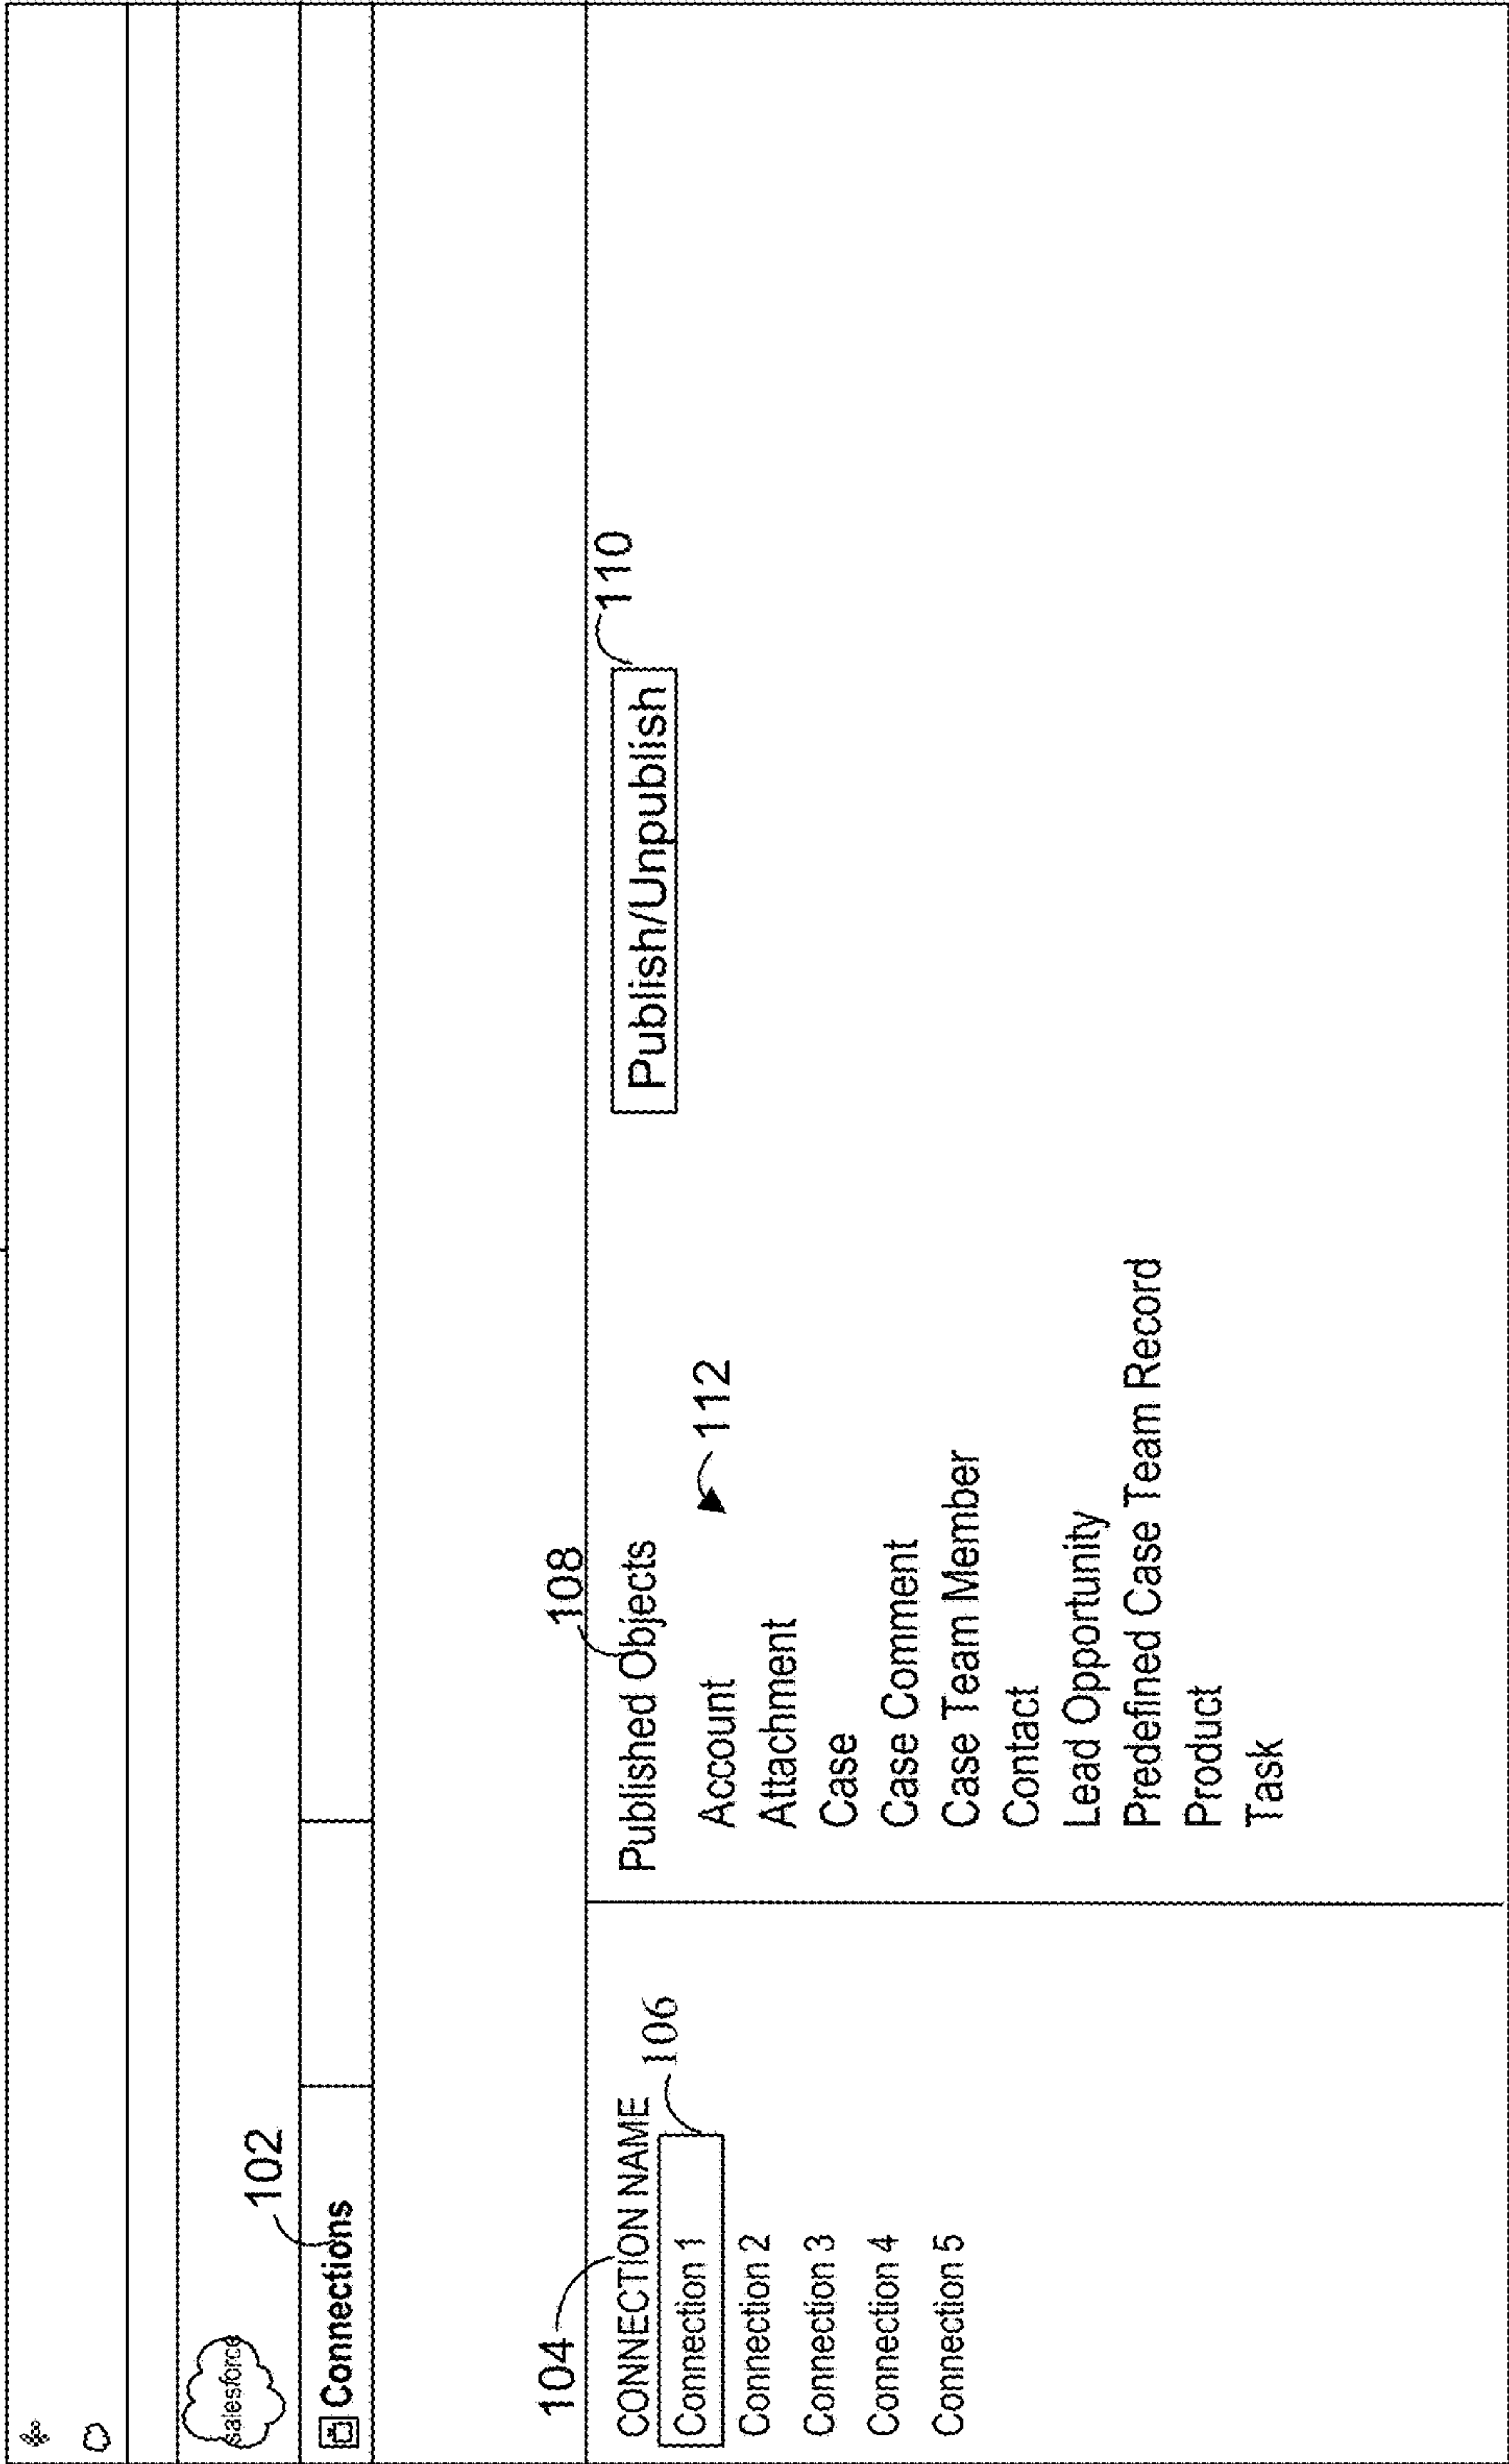 salesforce
102
Connections
104
108
CONNECTION NAME
106
Connection 1
Connection 2
Connection 3
Connection 4
Connection 5
Published Objects
112
Account
Attachment
Case
Case Comment
Case Team Member
Contact
Lead Opportunity
Predefined Case Team Record
Product
Task
Publish/Unpublish
110